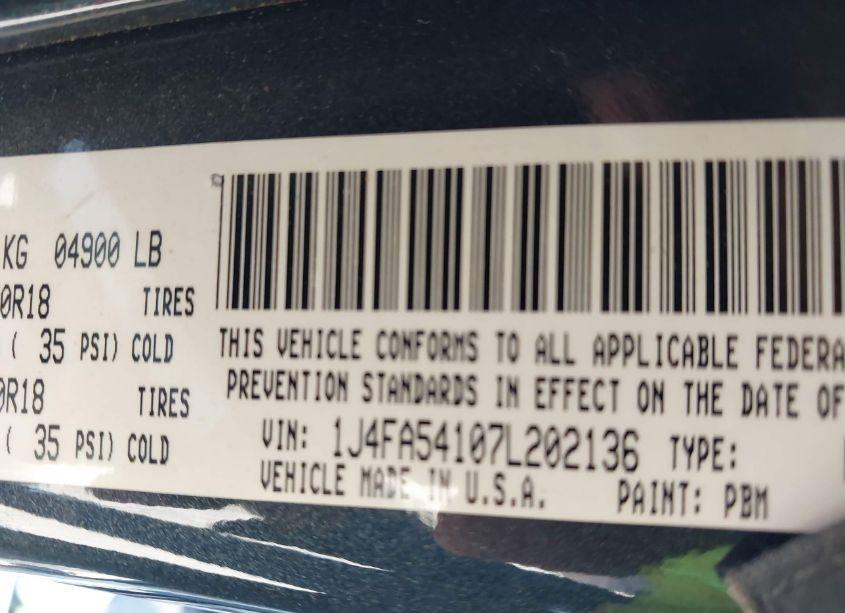 KG 04900 LB
0R18 TIRES
( 35 PSI) COLD
0R18 TIRES
( 35 PSI) COLD
THIS VEHICLE CONFORMS TO ALL APPLICABLE FEDERA
PREVENTION STANDARDS IN EFFECT ON THE DATE OF
VIN: 1J4FA54107L202136 TYPE:
VEHICLE MADE IN U.S.A. PAINT: PBM